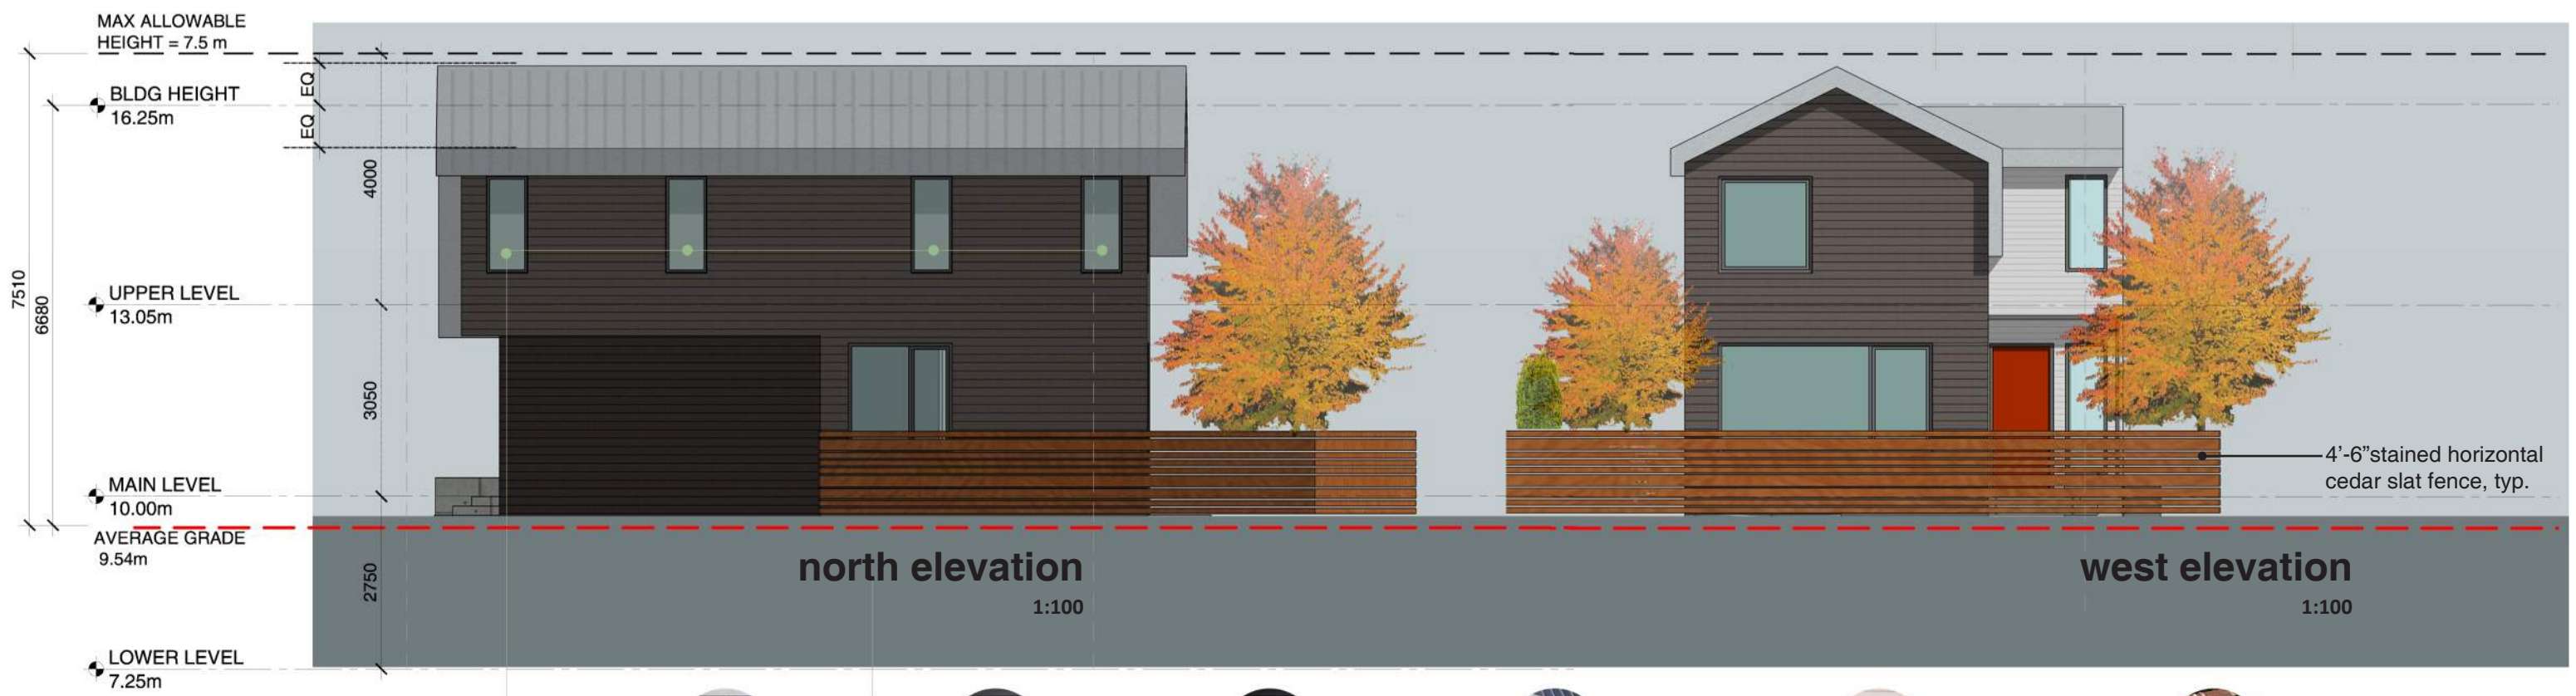 MAX ALLOWABLE
HEIGHT = 7.5 m
BLDG HEIGHT
16.25m
EQ
EQ
4000
UPPER LEVEL
13.05m
7510
6680
3050
MAIN LEVEL
10.00m
AVERAGE GRADE
9.54m
2750
LOWER LEVEL
7.25m
north elevation
1:100
4'-6”stained horizontal
cedar slat fence, typ.
west elevation
1:100